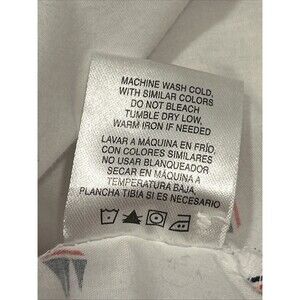 MACHINE WASH COLD,
WITH SIMILAR COLORS
DO NOT BLEACH
TUMBLE DRY LOW,
WARM IRON IF NEEDED
LAVAR A MÁQUINA EN FRÍO,
CON COLORES SIMILARES
NO USAR BLANQUEADOR
SECAR EN MÁQUINA A
TEMPERATURA BAJA,
PLANCHA TIBIA SI ES NECESARIO